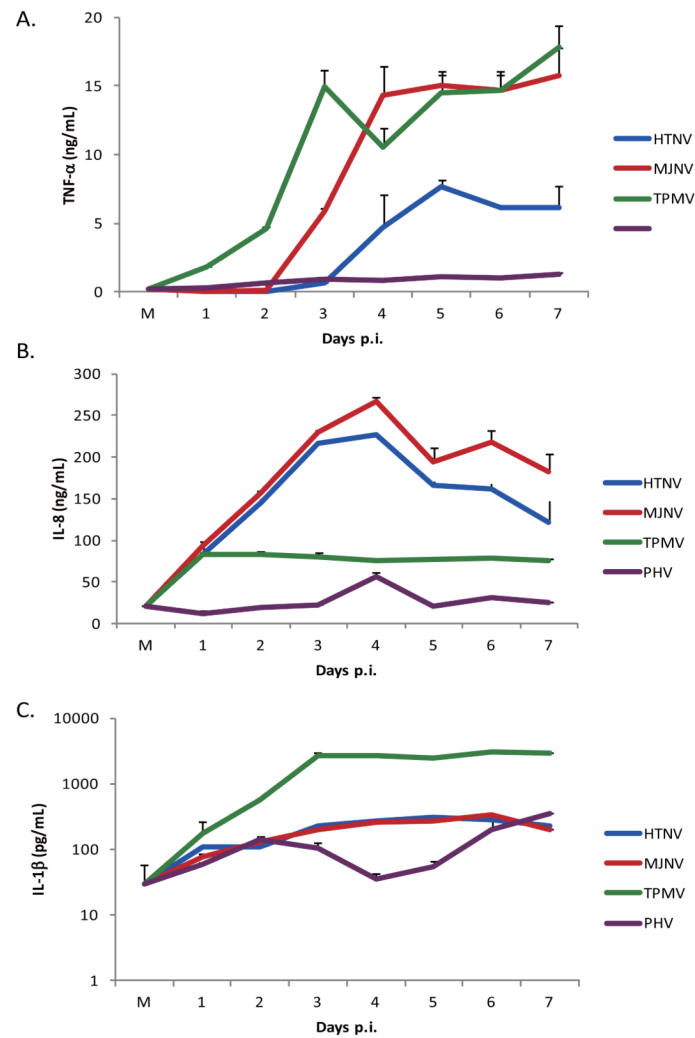 A.
20
15
10
5
0
TNF-α (ng/mL)
M 1 2 3 4 5 6 7
Days p.i.
HTNV
MJNV
TPMV
B.
300
250
200
150
100
50
0
IL-8 (ng/mL)
M 1 2 3 4 5 6 7
Days p.i.
HTNV
MJNV
TPMV
PHV
C.
10000
1000
100
10
1
IL-1β (pg/mL)
M 1 2 3 4 5 6 7
Days p.i.
HTNV
MJNV
TPMV
PHV